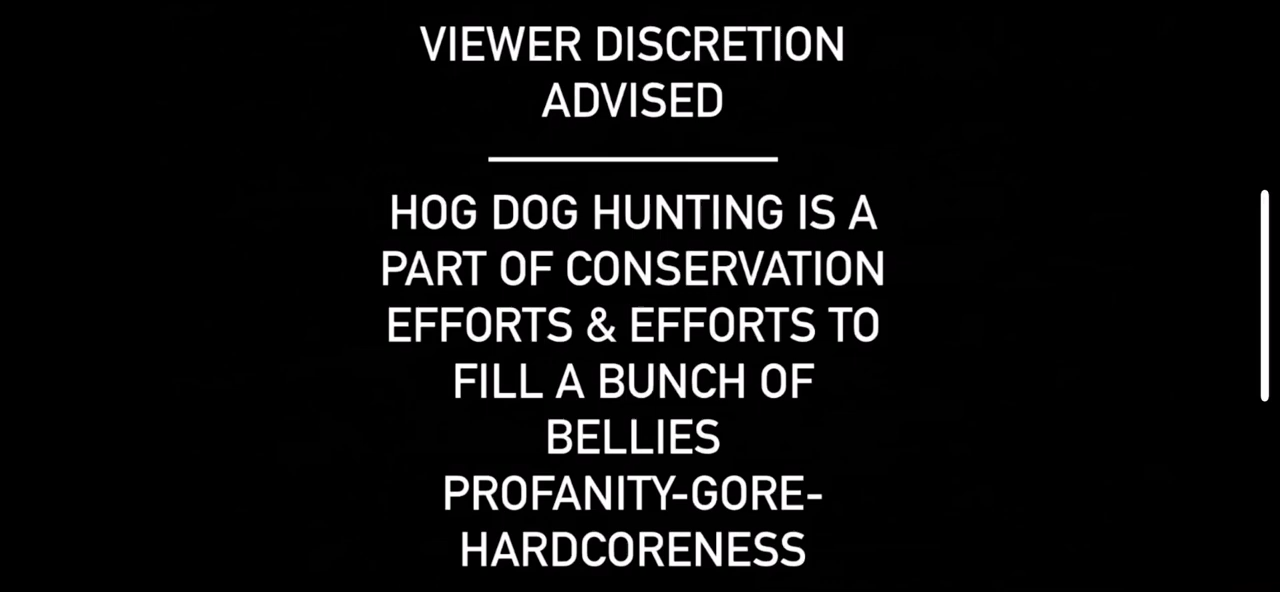 VIEWER DISCRETION
ADVISED
HOG DOG HUNTING IS A
PART OF CONSERVATION
EFFORTS & EFFORTS TO
FILL A BUNCH OF
BELLIES
PROFANITY-GORE-
HARDCORENESS